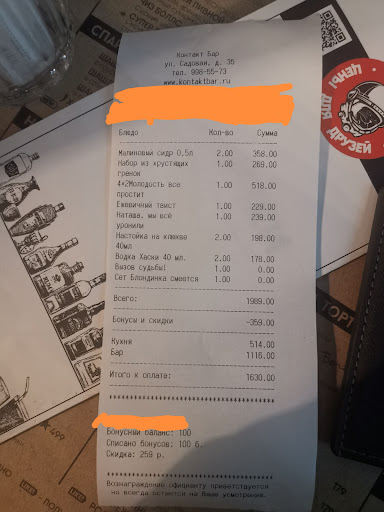 Контакт Бар
ул. Садовая, д. 35
тел. 998-55-73
www.kontaktbar.ru
Блюдо Кол-во Сумма
Малиновый сидр 0,5л 2.00 358.00
Набор из хрустящих 1.00 269.00
гренок
4+2Молодость все 1.00 518.00
простит
Ежевичный твист 1.00 229.00
Наташа, мы всё 1.00 239.00
уронили
Настойка на клюкве 2.00 198.00
40мл
Водка Хаски 40 мл. 2.00 178.00
Вызов судьбы! 1.00 0.00
Сет Блондинка смеется 1.00 0.00
Всего: 1989.00
Бонусы и скидки -359.00
Кухня 514.00
Бар 1116.00
Итого к оплате: 1630.00
Бонусный баланс: 100
Списано бонусов: 100 б.
Скидка: 259 р.
Вознаграждение официанту приветствуется
но всегда остается на Ваше усмотрение.
ДРУЗЕЙ
179
499